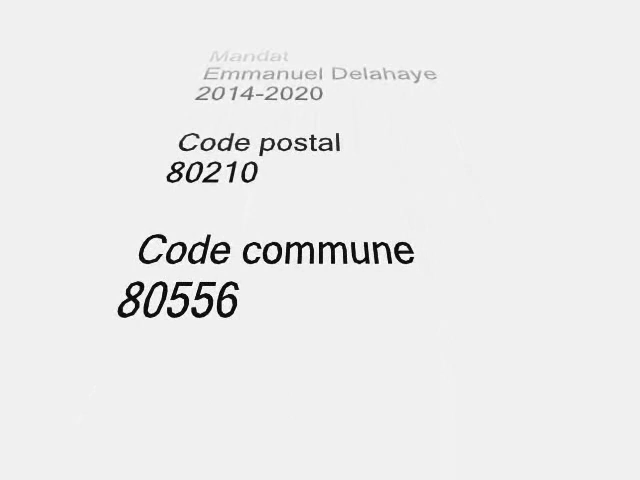 Mandat
Emmanuel Delahaye
2014-2020
Code postal
80210
Code commune
80556